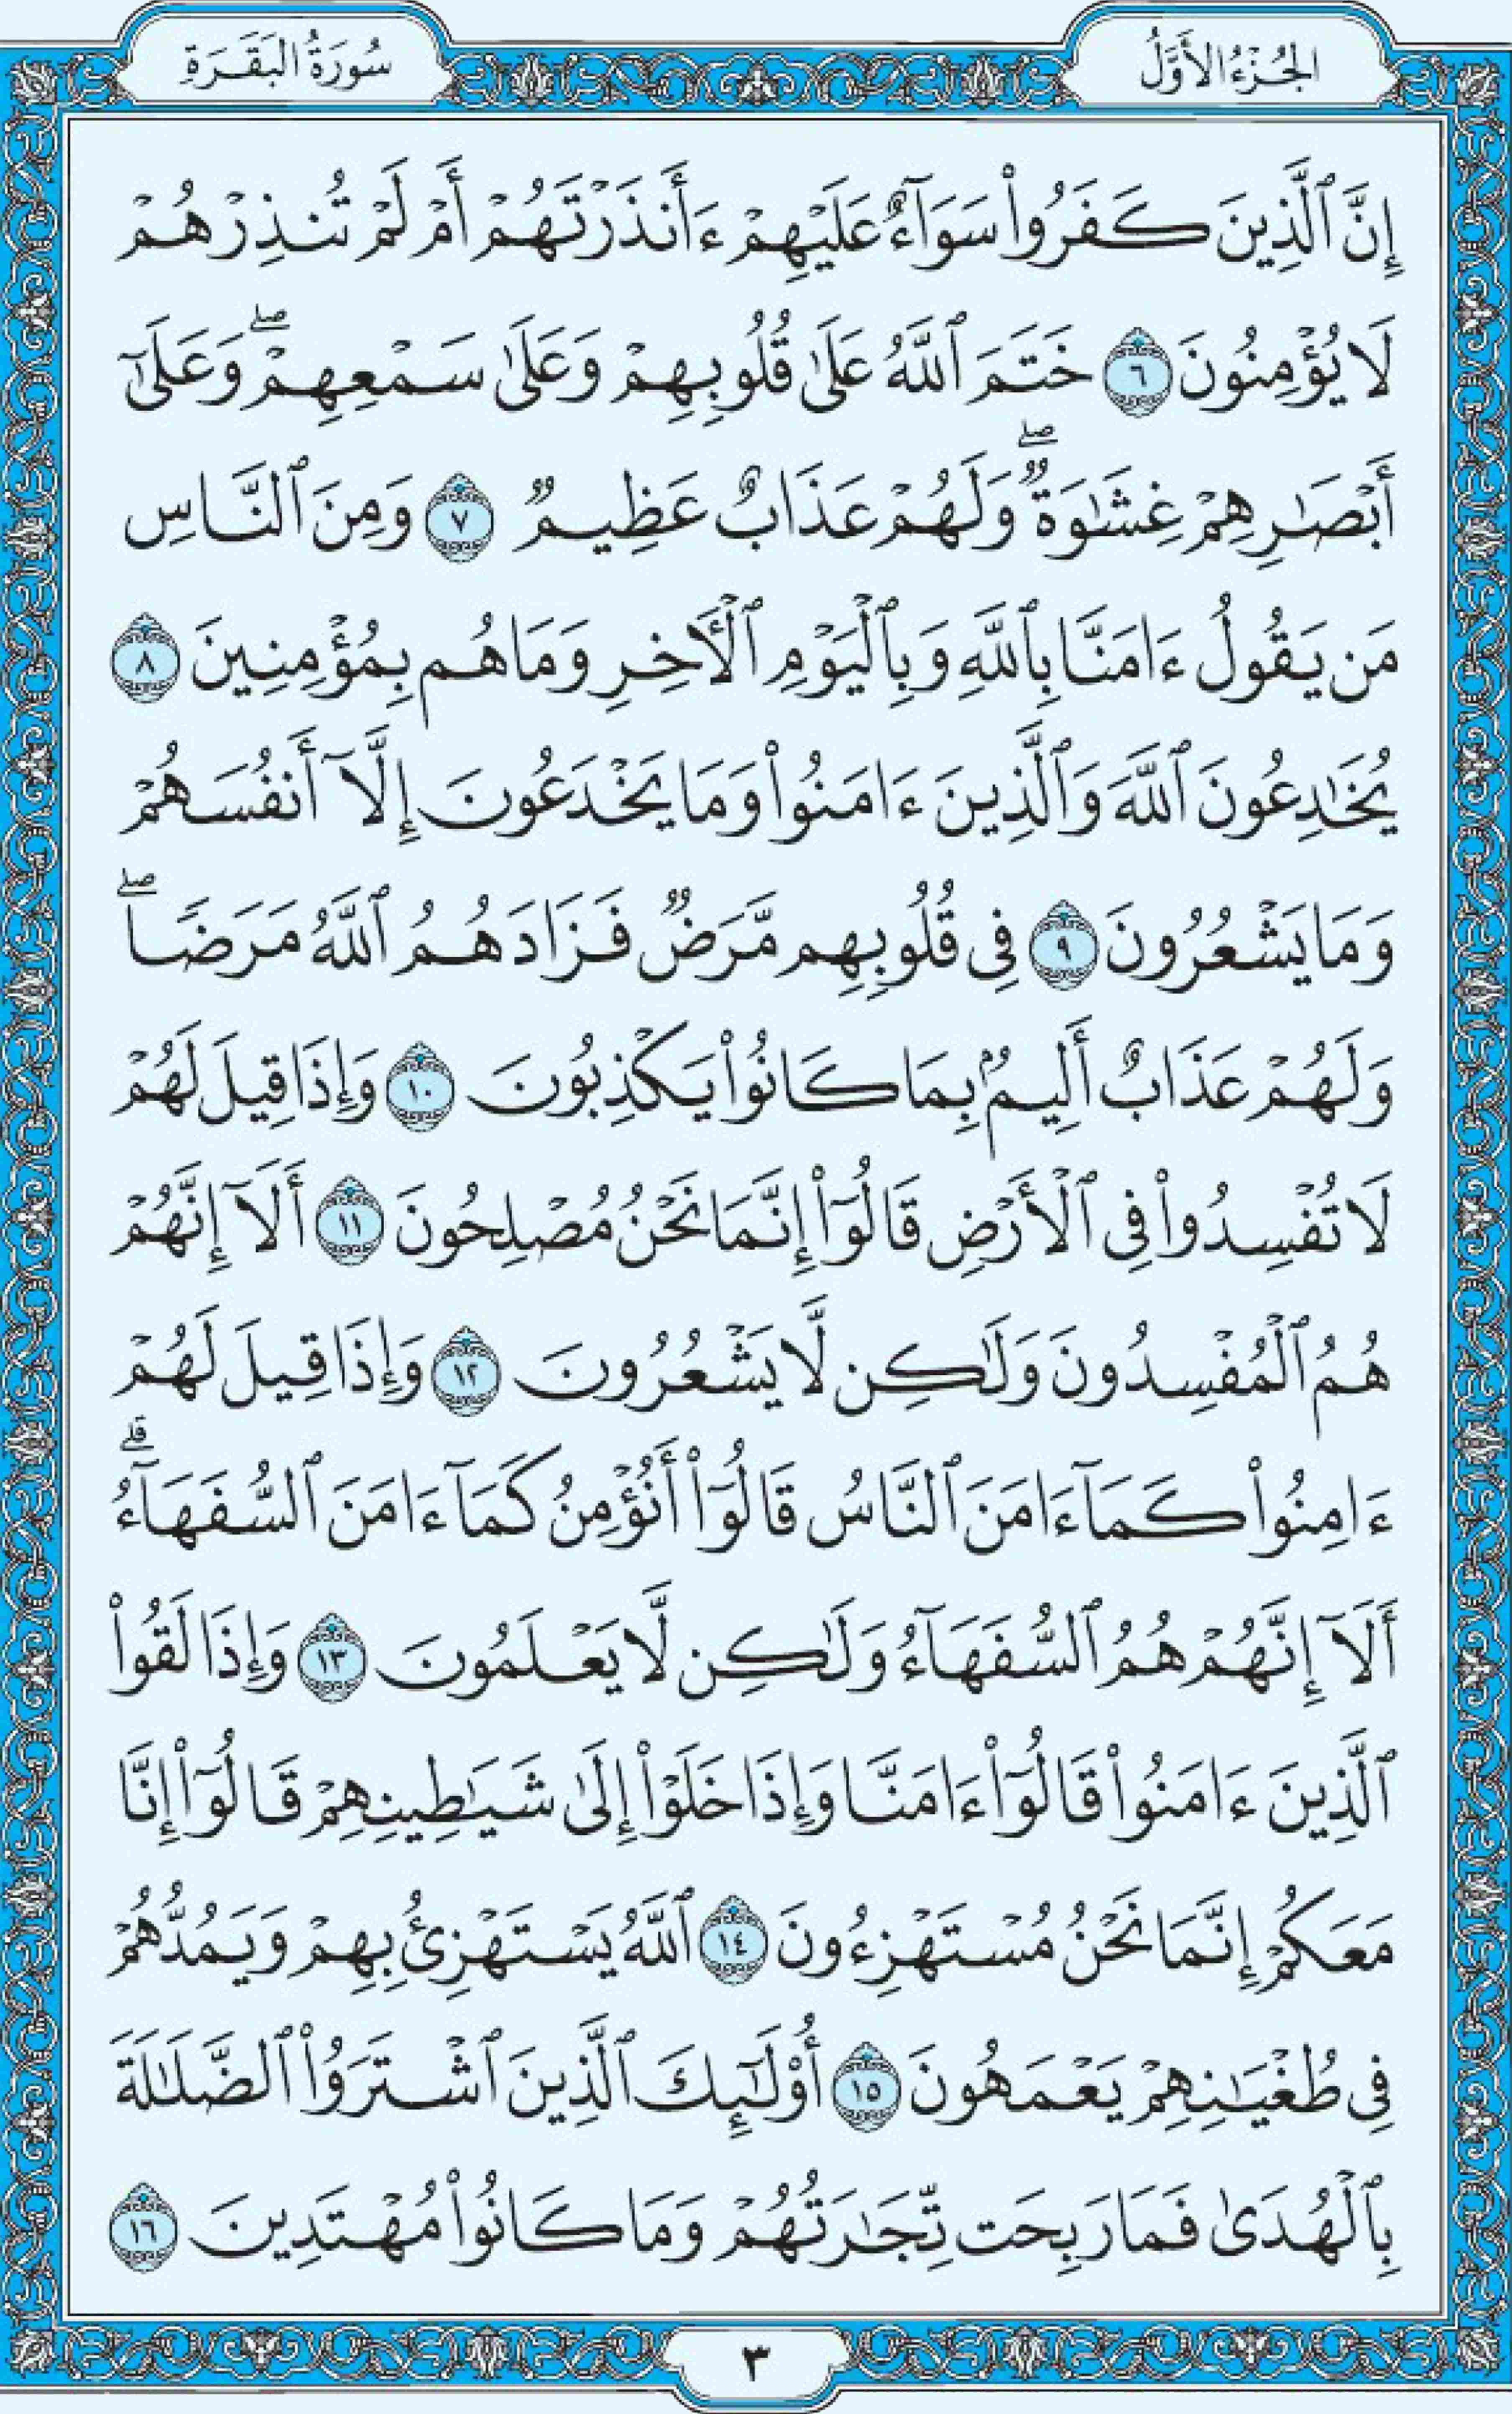 الجُزْءُ الأَوَّلُ
سُورَةُ البَقَرَةِ
إِنَّ ٱلَّذِينَ كَفَرُوا۟ سَوَآءٌ عَلَيْهِمْ ءَأَنذَرْتَهُمْ أَمْ لَمْ تُنذِرْهُمْ
لَا يُؤْمِنُونَ ٦ خَتَمَ ٱللَّهُ عَلَىٰ قُلُوبِهِمْ وَعَلَىٰ سَمْعِهِمْ ۖ وَعَلَىٰٓ
أَبْصَـٰرِهِمْ غِشَـٰوَةٌ ۖ وَلَهُمْ عَذَابٌ عَظِيمٌ ٧ وَمِنَ ٱلنَّاسِ
مَن يَقُولُ ءَامَنَّا بِٱللَّهِ وَبِٱلْيَوْمِ ٱلْـَٔاخِرِ وَمَا هُم بِمُؤْمِنِينَ ٨
يُخَـٰدِعُونَ ٱللَّهَ وَٱلَّذِينَ ءَامَنُوا۟ وَمَا يَخْدَعُونَ إِلَّآ أَنفُسَهُمْ
وَمَا يَشْعُرُونَ ٩ فِى قُلُوبِهِم مَّرَضٌ فَزَادَهُمُ ٱللَّهُ مَرَضًا ۖ
وَلَهُمْ عَذَابٌ أَلِيمٌۢ بِمَا كَانُوا۟ يَكْذِبُونَ ١٠ وَإِذَا قِيلَ لَهُمْ
لَا تُفْسِدُوا۟ فِى ٱلْأَرْضِ قَالُوٓا۟ إِنَّمَا نَحْنُ مُصْلِحُونَ ١١ أَلَآ إِنَّهُمْ
هُمُ ٱلْمُفْسِدُونَ وَلَـٰكِن لَّا يَشْعُرُونَ ١٢ وَإِذَا قِيلَ لَهُمْ
ءَامِنُوا۟ كَمَآ ءَامَنَ ٱلنَّاسُ قَالُوٓا۟ أَنُؤْمِنُ كَمَآ ءَامَنَ ٱلسُّفَهَآءُ ۗ
أَلَآ إِنَّهُمْ هُمُ ٱلسُّفَهَآءُ وَلَـٰكِن لَّا يَعْلَمُونَ ١٣ وَإِذَا لَقُوا۟
ٱلَّذِينَ ءَامَنُوا۟ قَالُوٓا۟ ءَامَنَّا وَإِذَا خَلَوْا۟ إِلَىٰ شَيَـٰطِينِهِمْ قَالُوٓا۟ إِنَّا
مَعَكُمْ إِنَّمَا نَحْنُ مُسْتَهْزِءُونَ ١٤ ٱللَّهُ يَسْتَهْزِئُ بِهِمْ وَيَمُدُّهُمْ
فِى طُغْيَـٰنِهِمْ يَعْمَهُونَ ١٥ أُو۟لَـٰٓئِكَ ٱلَّذِينَ ٱشْتَرَوُا۟ ٱلضَّلَـٰلَةَ
بِٱلْهُدَىٰ فَمَا رَبِحَت تِّجَـٰرَتُهُمْ وَمَا كَانُوا۟ مُهْتَدِينَ ١٦
٣